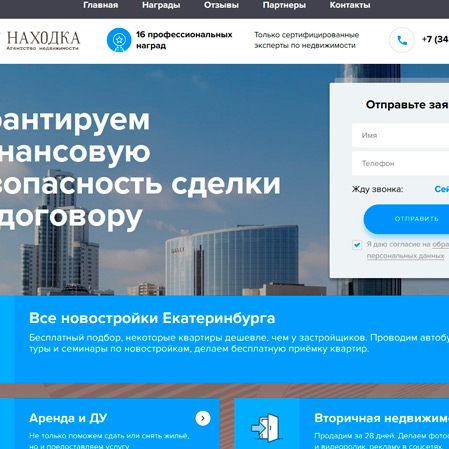 Главная Награды Отзывы Партнеры Контакты
НАХОДКА
Агентство недвижимости
16 профессиональных
наград
Только сертифицированные
эксперты по недвижимости
+7 (34
рантируем
нансовую
зопасность сделки
договору
Отправьте зая
Имя
Телефон
Жду звонка: Сей
ОТПРАВИТЬ
Я даю согласие на обра
персональных данных
Все новостройки Екатеринбурга
Бесплатный подбор, некоторые квартиры дешевле, чем у застройщиков. Проводим автобу
туры и семинары по новостройкам, делаем бесплатную приёмку квартир.
Аренда и ДУ
Не только поможем сдать или снять жильё,
но и предоставляем услугу
Вторичная недвижим
Продадим за 28 дней. Делаем фотос
и видеоролик, рекламу в соцсетях.